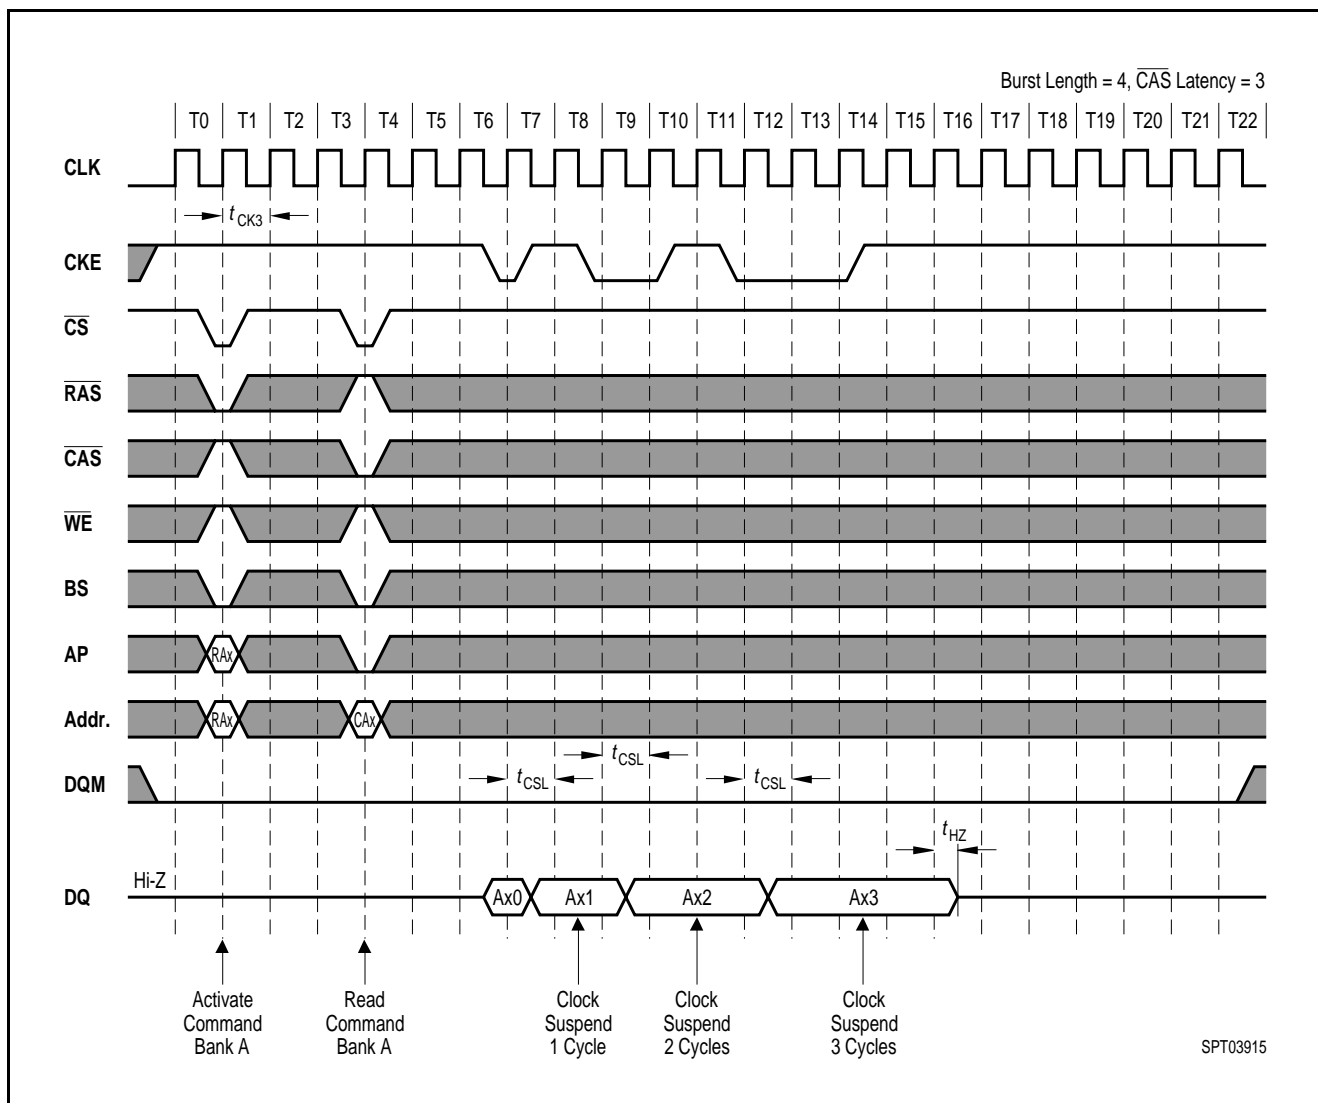 Burst Length = 4, CAS Latency = 3
T0 T1 T2 T3 T4 T5 T6 T7 T8 T9 T10 T11 T12 T13 T14 T15 T16 T17 T18 T19 T20 T21 T22
CLK
t CK3
CKE
CS
RAS
CAS
WE
BS
AP RAx
Addr. RAx CAx
tCSL
DQM tCSL tCSL
tHZ
Hi-Z
DQ Ax0 Ax1 Ax2 Ax3
Activate
Command
Bank A
Read
Command
Bank A
Clock
Suspend
1 Cycle
Clock
Suspend
2 Cycles
Clock
Suspend
3 Cycles
SPT03915